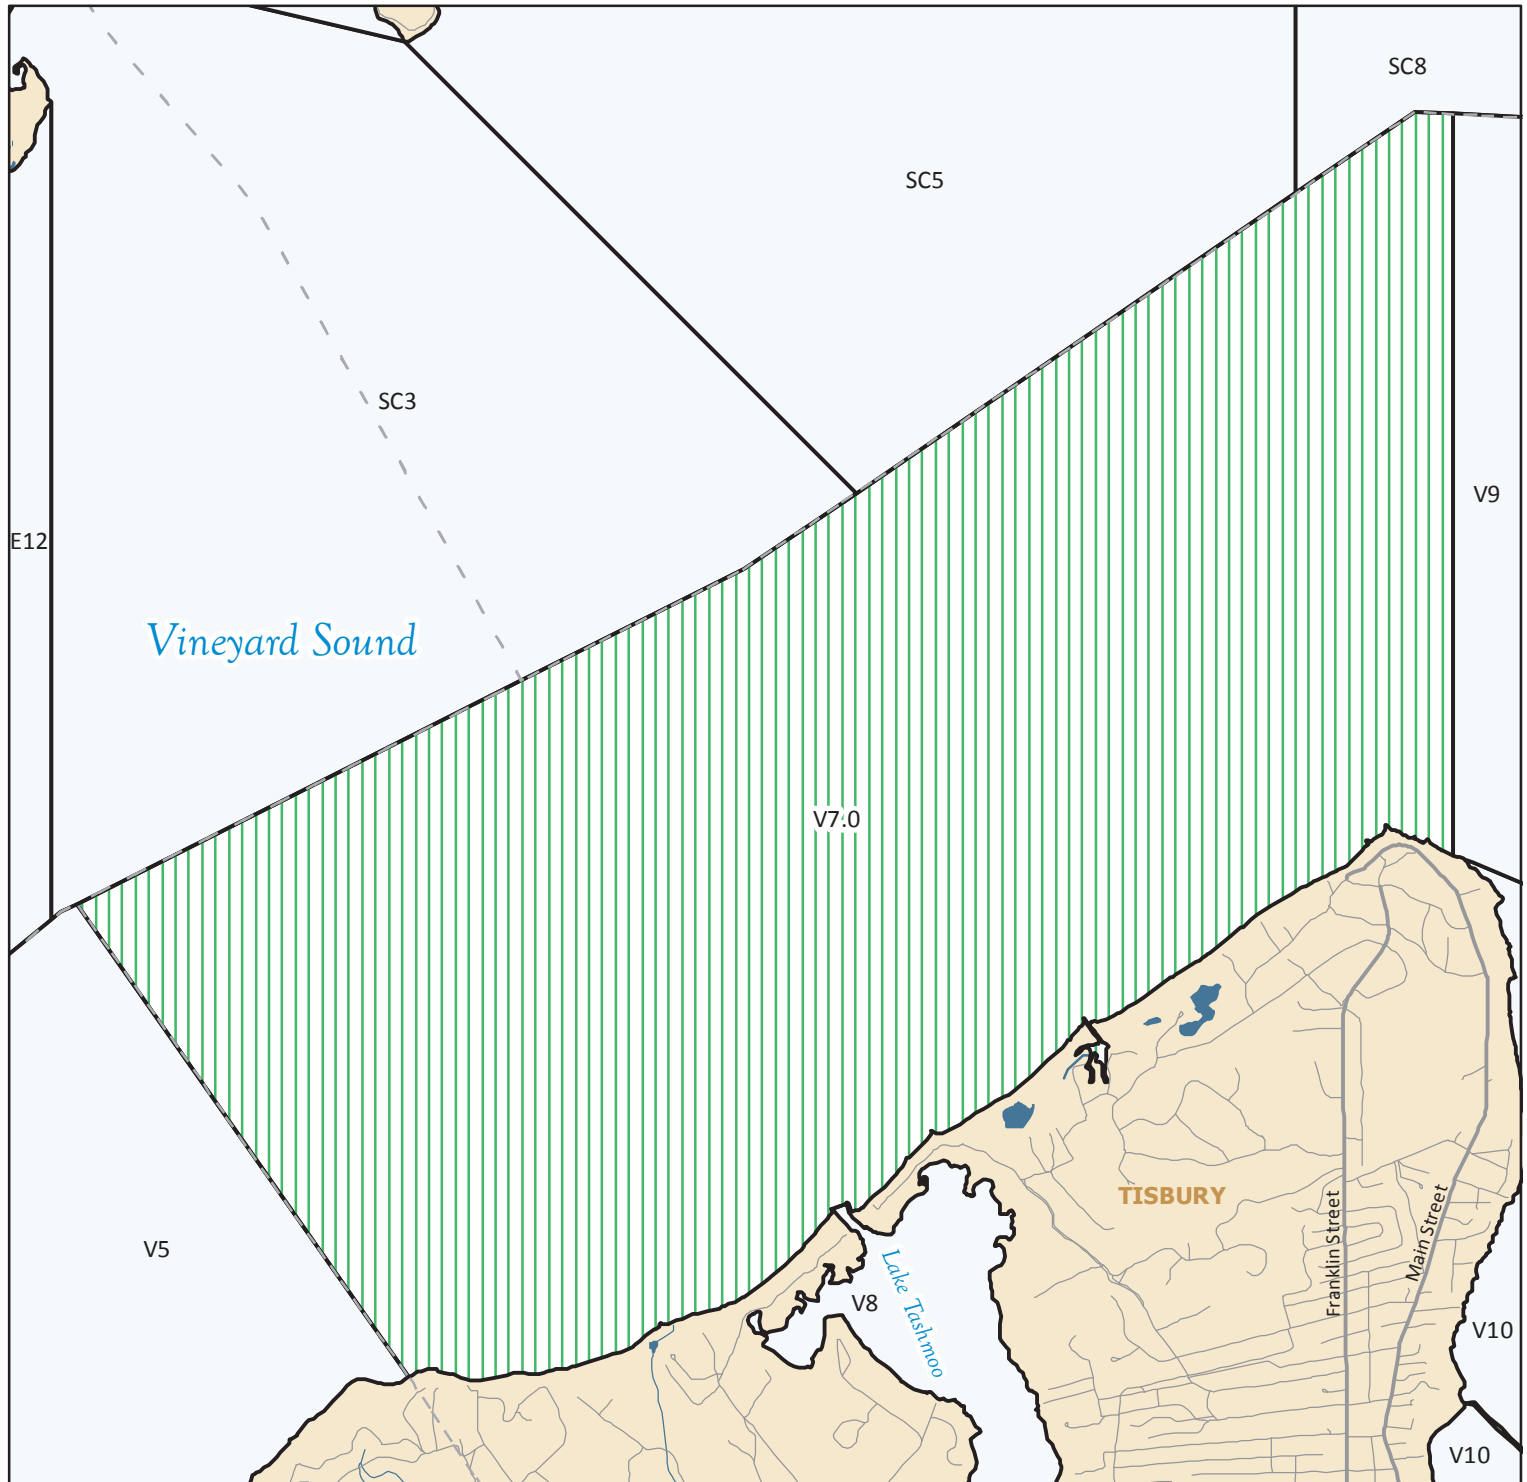 SC8
SC5
SC3
V9
E12
Vineyard Sound
V7.0
TISBURY
Franklin Street
Main Street
V5
Lake Tashmoo
V8
V10
V10